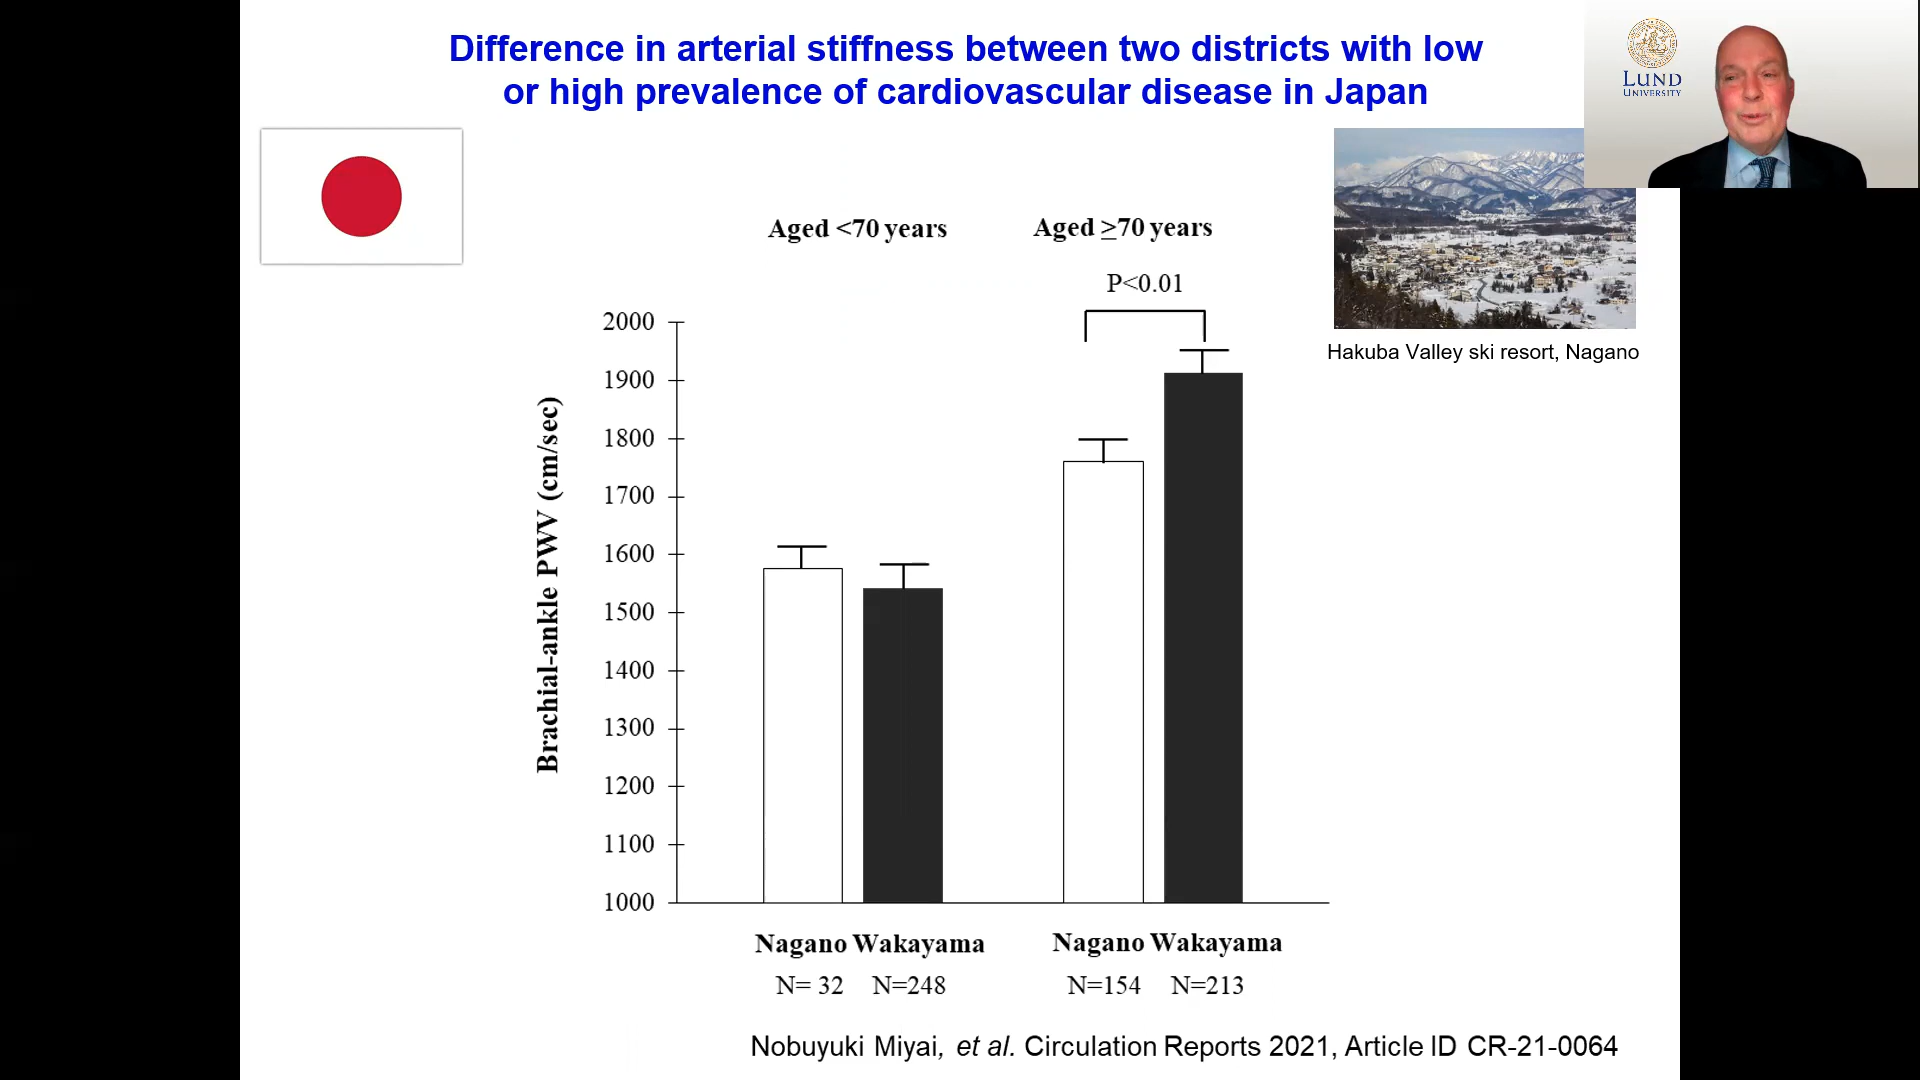 Difference in arterial stiffness between two districts with low
or high prevalence of cardiovascular disease in Japan
LUND
UNIVERSITY
Aged <70 years
Aged ≥70 years
P<0.01
Hakuba Valley ski resort, Nagano
Brachial-ankle PWV (cm/sec)
2000
1900
1800
1700
1600
1500
1400
1300
1200
1100
1000
Nagano Wakayama
N= 32 N=248
Nagano Wakayama
N=154 N=213
Nobuyuki Miyai, et al. Circulation Reports 2021, Article ID CR-21-0064